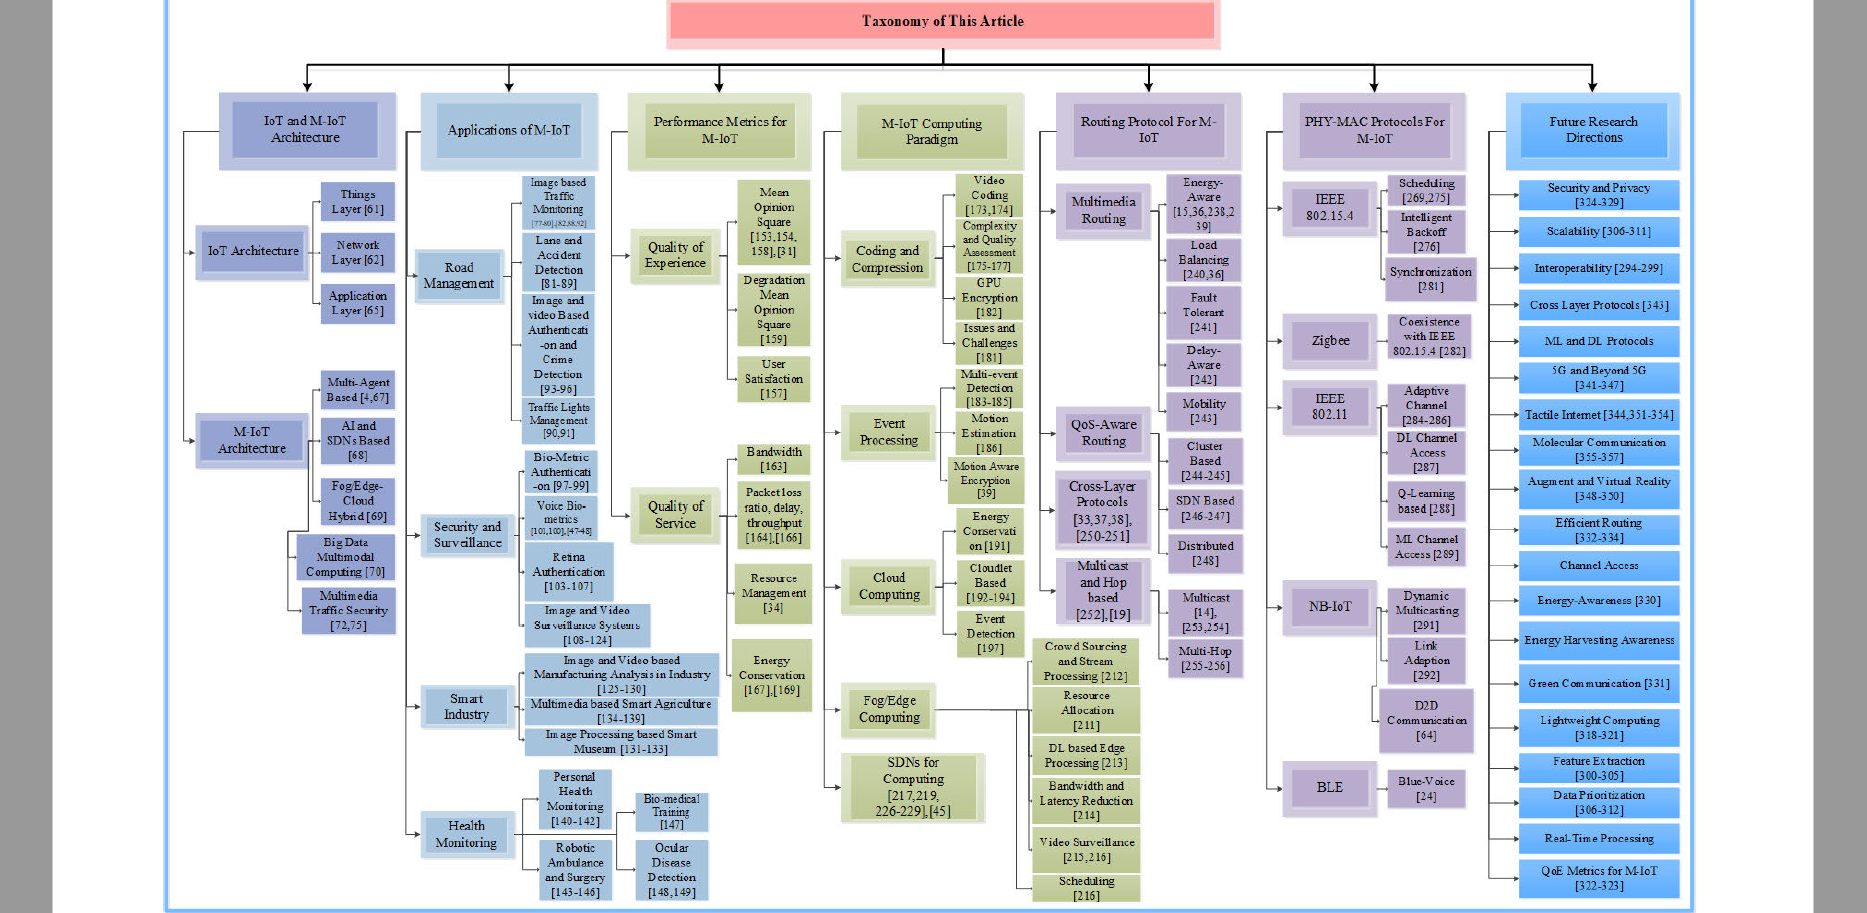 Taxonomy of This Article
IoT and M-IoT
Architecture
IoT Architecture
Things
Layer [61]
Network
Layer [62]
Application
Layer [65]
M-IoT
Architecture
Multi-Agent
Based [4,67]
AI and
SDNs Based
[68]
Fog/Edge-
Cloud
Hybrid [69]
Big Data
Multimodal
Computing [70]
Multimedia
Traffic Security
[72,75]
Applications of M-IoT
Road
Management
Image based
Traffic
Monitoring
[77-80],[82,88,92]
Lane and
Accident
Detection
[81-89]
Image and
video Based
Authenticati
-on and
Crime
Detection
[93-96]
Traffic Lights
Management
[90,91]
Security and
Surveillance
Bio-Metric
Authenticati
-on [97-99]
Voice Bio-
metrics
[101,100],[47-48]
Retina
Authentication
[103-107]
Image and Video
Surveillance Systems
[108-124]
Smart
Industry
Image and Video based
Manufacturing Analysis in Industry
[125-130]
Multimedia based Smart Agriculture
[134-139]
Image Processing based Smart
Museum [131-133]
Health
Monitoring
Personal
Health
Monitoring
[140-142]
Robotic
Ambulance
and Surgery
[143-146]
Bio-medical
Training
[147]
Ocular
Disease
Detection
[148,149]
Performance Metrics for
M-IoT
Quality of
Experience
Mean
Opinion
Square
[153,154,
158],[31]
Degradation
Mean
Opinion
Square
[159]
User
Satisfaction
[157]
Quality of
Service
Bandwidth
[163]
Packet loss
ratio, delay,
throughput
[164],[166]
Resource
Management
[34]
Energy
Conservation
[167],[169]
M-IoT Computing
Paradigm
Coding and
Compression
Video
Coding
[173,174]
Complexity
and Quality
Assessment
[175-177]
GPU
Encryption
[182]
Issues and
Challenges
[181]
Event
Processing
Multi-event
Detection
[183-185]
Motion
Estimation
[186]
Motion Aware
Encryption
[39]
Cloud
Computing
Energy
Conservati
on [191]
Cloudlet
Based
[192-194]
Event
Detection
[197]
Fog/Edge
Computing
Crowd Sourcing
and Stream
Processing [212]
Resource
Allocation
[211]
DL based Edge
Processing [213]
Bandwidth and
Latency Reduction
[214]
Video Surveillance
[215,216]
Scheduling
[216]
SDNs for
Computing
[217,219,
226-229],[45]
Routing Protocol For M-
IoT
Multimedia
Routing
Energy-
Aware
[15,36,238,2
39]
Load
Balancing
[240,36]
Fault
Tolerant
[241]
Delay-
Aware
[242]
Mobility
[243]
QoS-Aware
Routing
Cluster
Based
[244-245]
SDN Based
[246-247]
Distributed
[248]
Cross-Layer
Protocols
[33,37,38],
[250-251]
Multicast
and Hop
based
[252],[19]
Multicast
[14],
[253,254]
Multi-Hop
[255-256]
PHY-MAC Protocols For
M-IoT
IEEE
802.15.4
Scheduling
[269,275]
Intelligent
Backoff
[276]
Synchronization
[281]
Zigbee
Coexistence
with IEEE
802.15.4 [282]
IEEE
802.11
Adaptive
Channel
[284-286]
DL Channel
Access
[287]
Q-Learning
based [288]
ML Channel
Access [289]
NB-IoT
Dynamic
Multicasting
[291]
Link
Adaption
[292]
D2D
Communication
[64]
BLE
Blue-Voice
[24]
Future Research
Directions
Security and Privacy
[324-329]
Scalability [306-311]
Interoperability [294-299]
Cross Layer Protocols [343]
ML and DL Protocols
5G and Beyond 5G
[341-347]
Tactile Internet [344,351-354]
Molecular Communication
[355-357]
Augment and Virtual Reality
[348-350]
Efficient Routing
[332-334]
Channel Access
Energy-Awareness [330]
Energy Harvesting Awareness
Green Communication [331]
Lightweight Computing
[318-321]
Feature Extraction
[300-305]
Data Prioritization
[306-312]
Real-Time Processing
QoE Metrics for M-IoT
[322-323]